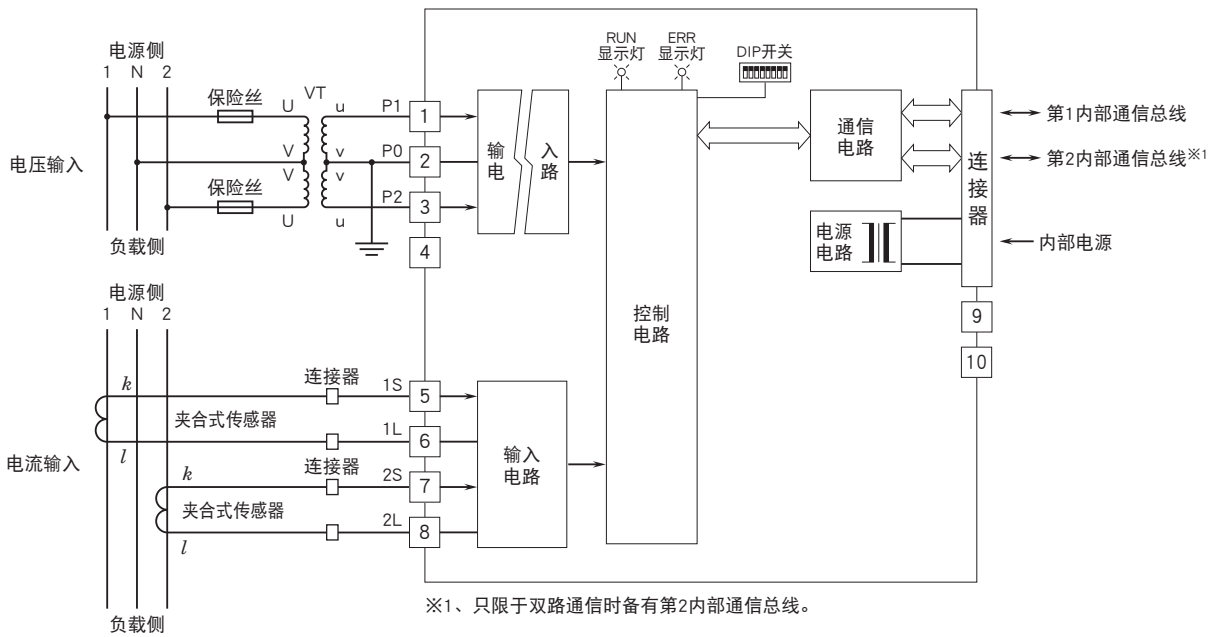 电源侧
1 N 2
保险丝
U
VT
u
P1
1
V
v
P0
2
V
v
保险丝
P2
3
U
u
4
电压输入
负载侧
输入
电路
RUN
显示灯
ERR
显示灯
DIP开关
控制
电路
通信
电路
电源
电路
连接器
第1内部通信总线
第2内部通信总线※1
内部电源
9
10
电源侧
1 N 2
k
连接器
1S
5
夹合式传感器
1L
6
l
电流输入
k
连接器
2S
7
夹合式传感器
2L
8
l
输入
电路
负载侧
※1、只限于双路通信时备有第2内部通信总线。